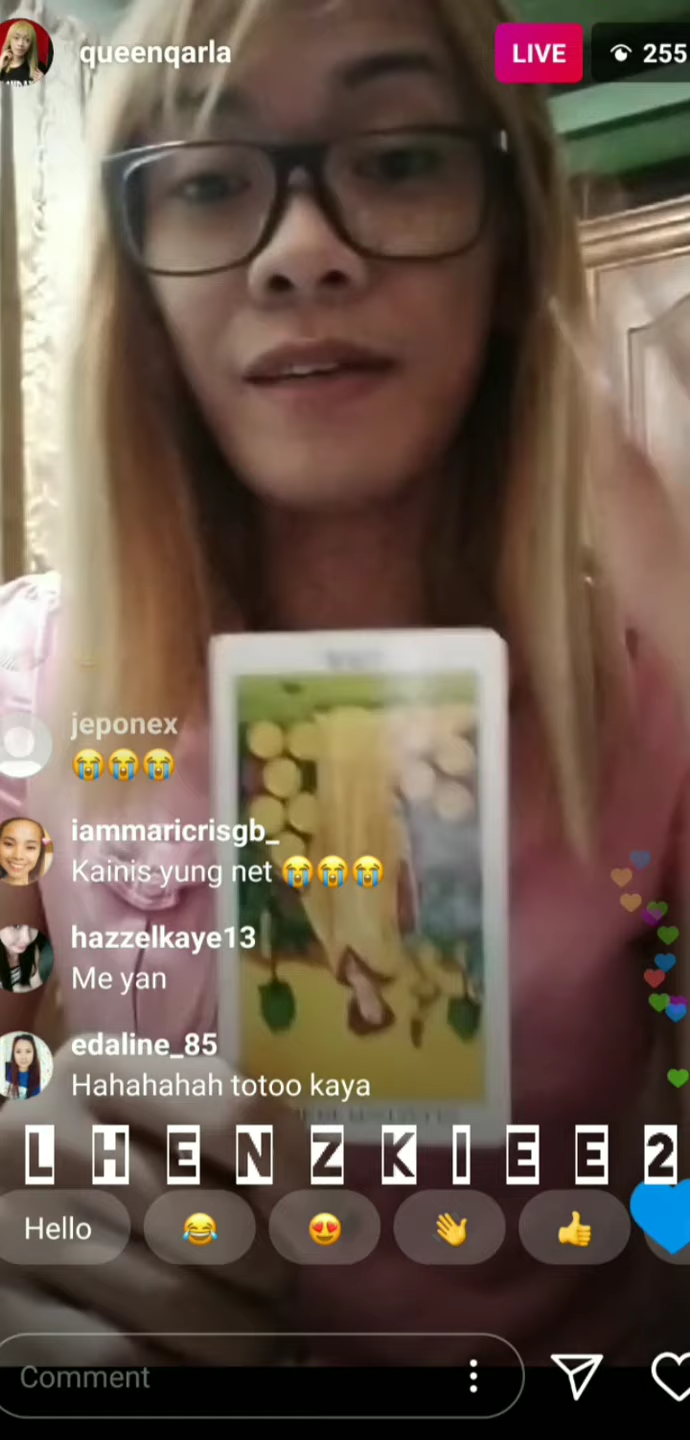 queenqarla
LIVE
255
jeponex
😭😭😭
iammaricrisgb_
Kainis yung net 😭😭😭
hazzelkaye13
Me yan
edaline_85
Hahahahah totoo kaya
LHENZKIEE2
Hello 😂 😍 👋 👍
Comment